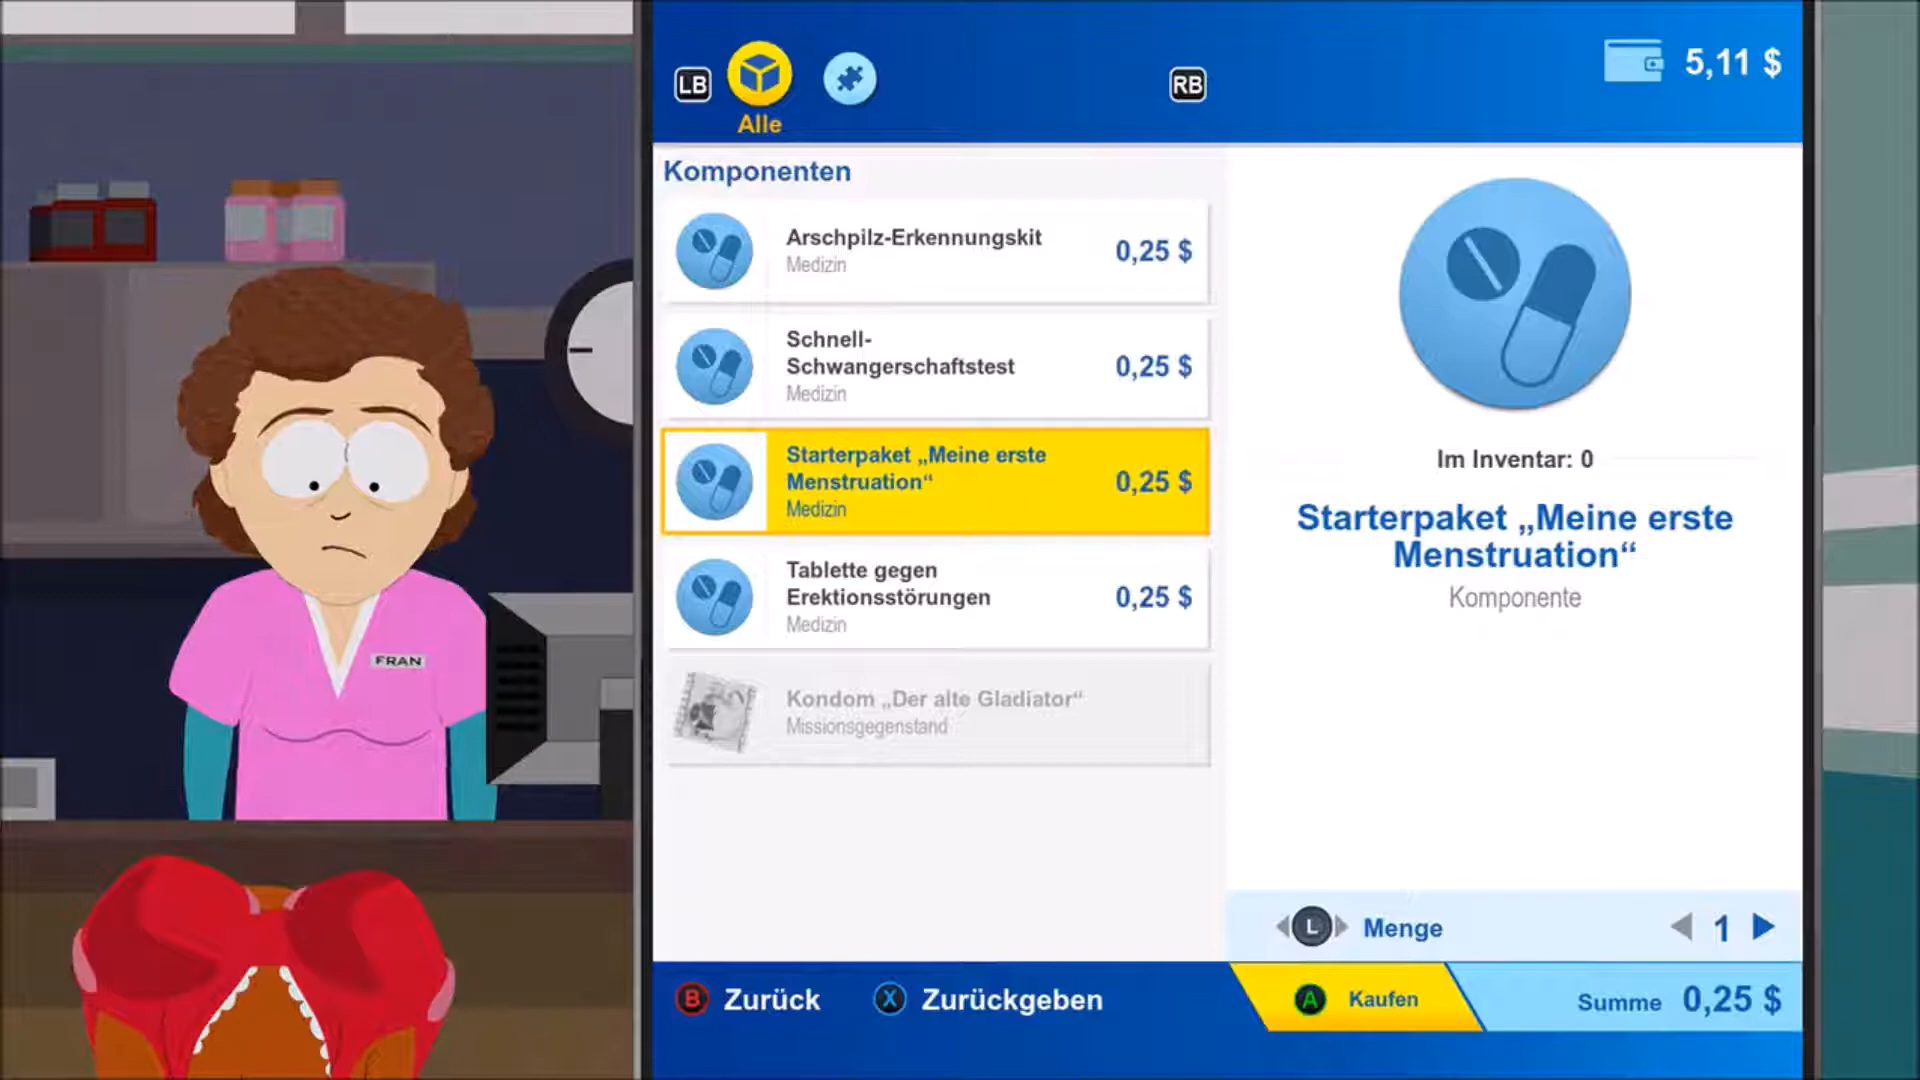 LB
RB
5,11 $
Alle
Komponenten
Arschpilz-Erkennungskit
Medizin
0,25 $
Schnell-
Schwangerschaftstest
Medizin
0,25 $
Starterpaket „Meine erste
Menstruation“
Medizin
0,25 $
Tablette gegen
Erektionsstörungen
Medizin
0,25 $
Kondom „Der alte Gladiator“
Missionsgegenstand
Im Inventar: 0
Starterpaket „Meine erste
Menstruation“
Komponente
FRAN
L Menge 1
B Zurück
X Zurückgeben
A Kaufen
Summe 0,25 $